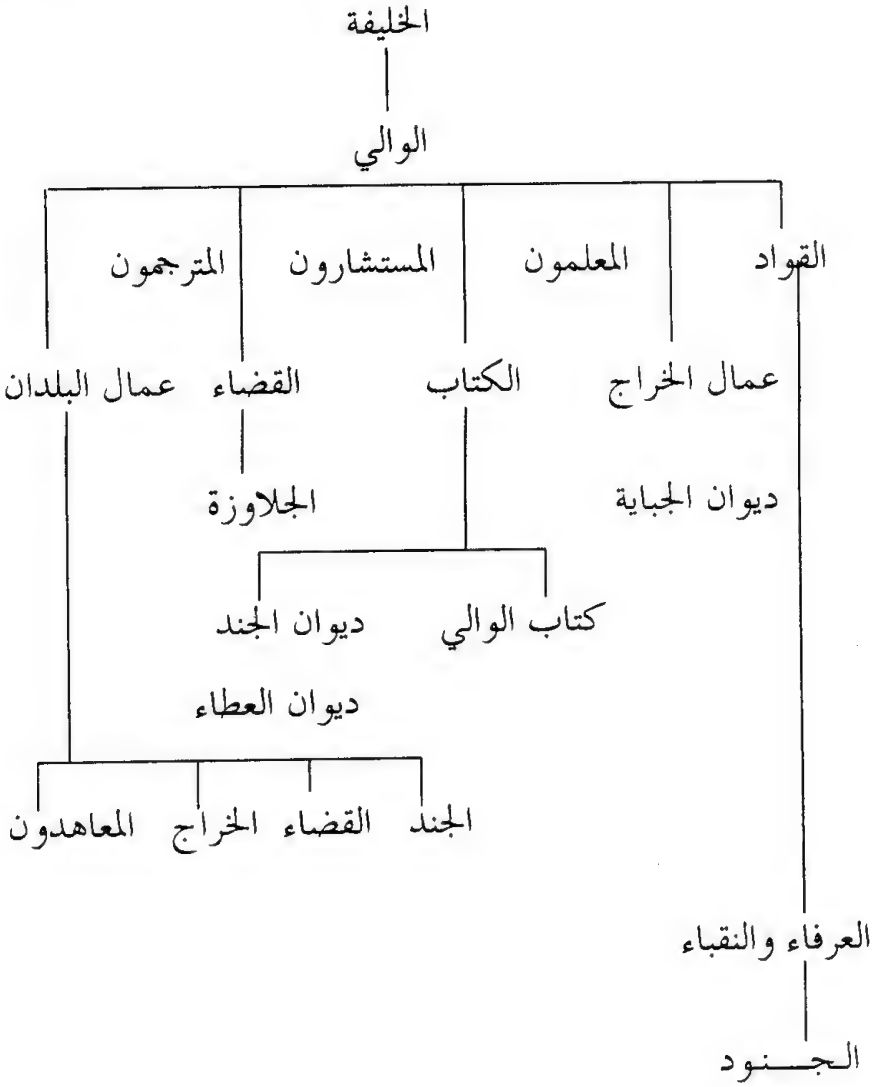 الخليفة
الوالي
القواد المعلمون المستشارون المترجمون
عمال الخراج الكتاب القضاء عمال البلدان
ديوان الجباية الجلاوزة
كتاب الوالي ديوان الجند
ديوان العطاء
الجند القضاء الخراج المعاهدون
العرفاء والنقباء
الجـــنود